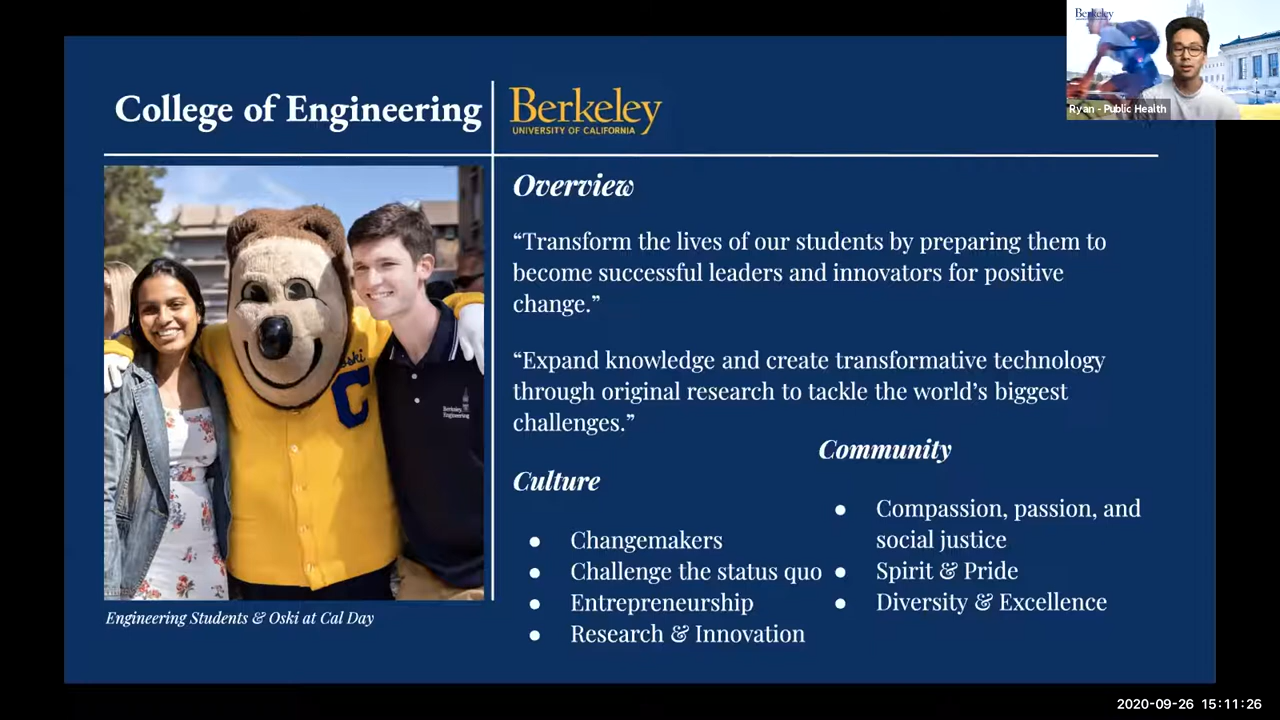 Berkeley
Ryan - Public Health
College of Engineering
Berkeley
UNIVERSITY OF CALIFORNIA
Overview
“Transform the lives of our students by preparing them to
become successful leaders and innovators for positive
change.”
“Expand knowledge and create transformative technology
through original research to tackle the world’s biggest
challenges.”
Culture
● Changemakers
● Challenge the status quo
● Entrepreneurship
● Research & Innovation
Community
● Compassion, passion, and
social justice
● Spirit & Pride
● Diversity & Excellence
oski
C
Berkeley
Engineering
Engineering Students & Oski at Cal Day
2020-09-26 15:11:26